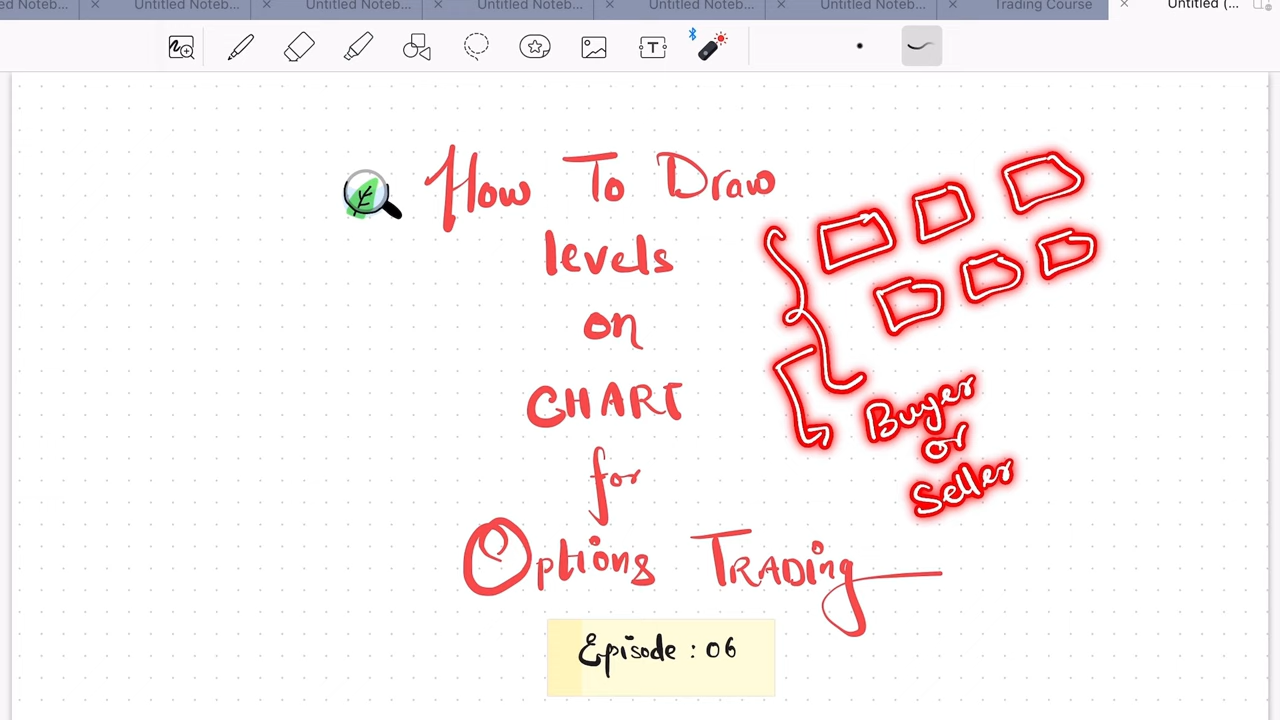 ed Noteb...
Untitled Noteb...
Untitled Noteb...
Untitled Noteb...
Untitled Noteb...
Untitled Noteb...
Trading Course
Untitled (...
T
How To Draw
levels
on
CHART
for
Options TRADing
Buyer
or
Seller
Episode : 06